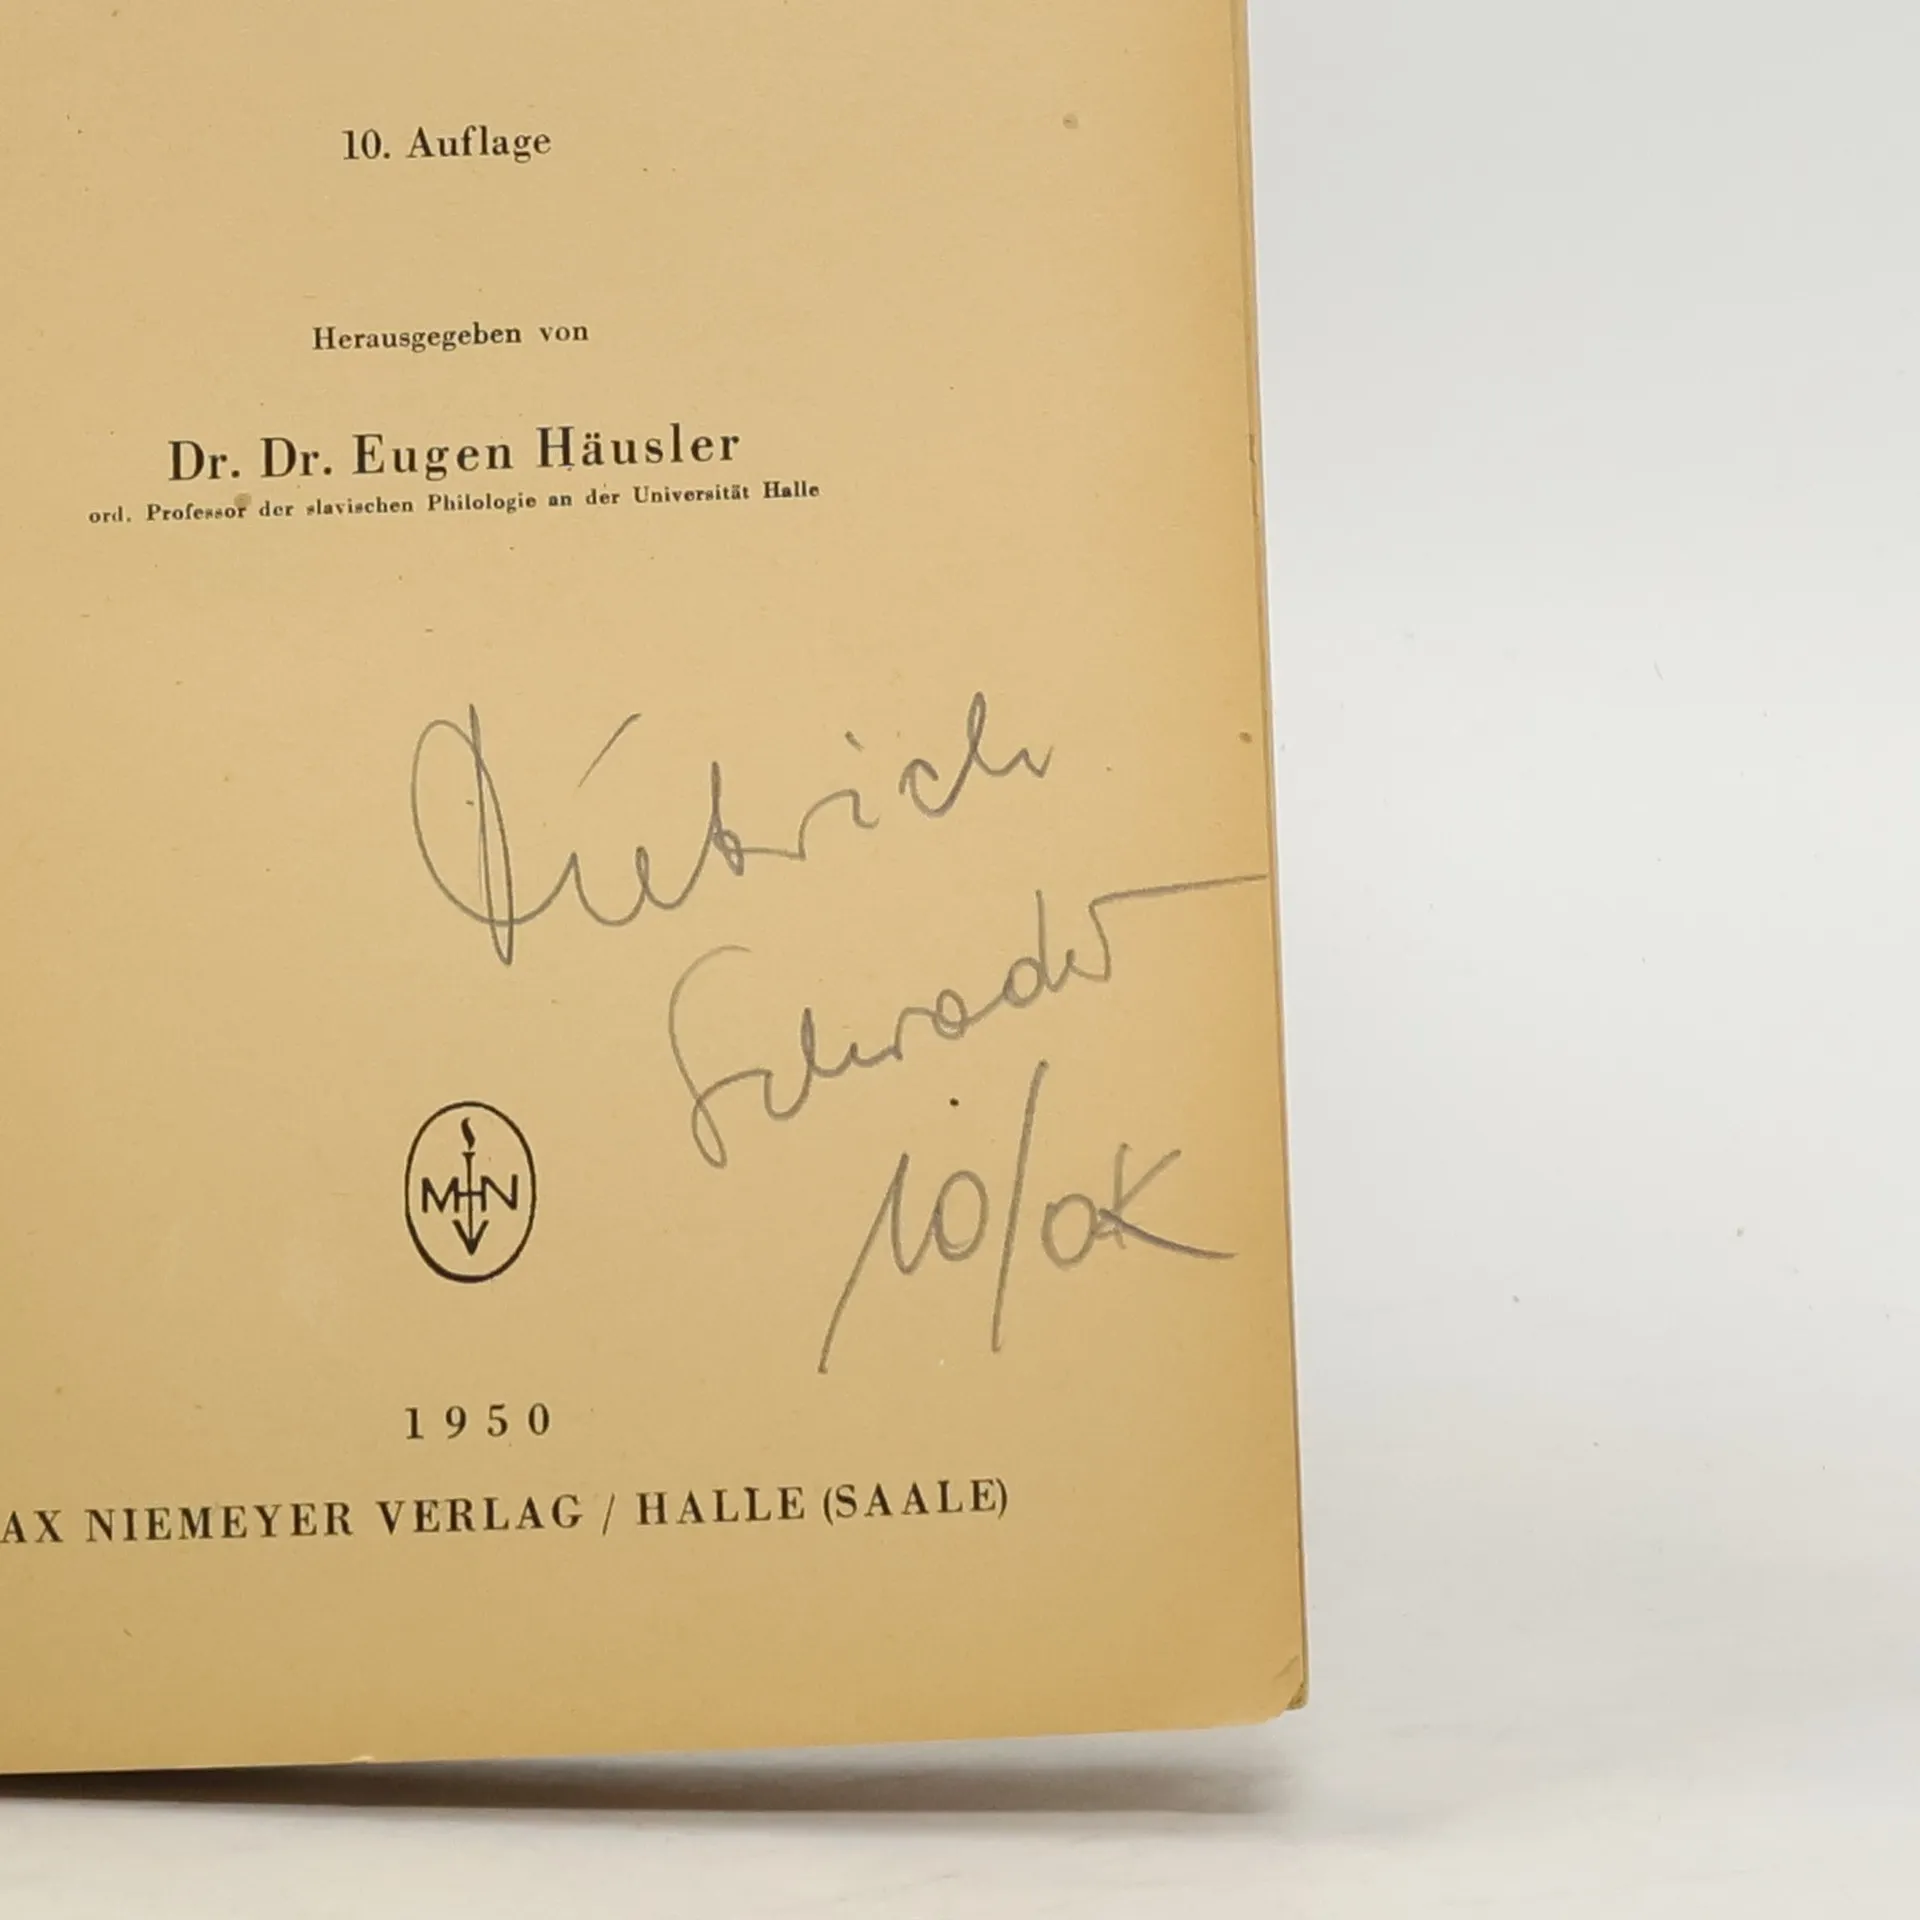 10. Auflage
Herausgegeben von
Dr. Dr. Eugen Häusler
ord. Professor der slavischen Philologie an der Universität Halle
Dietrich
Schrader
10/OK
MN
1950
AX NIEMEYER VERLAG / HALLE (SAALE)